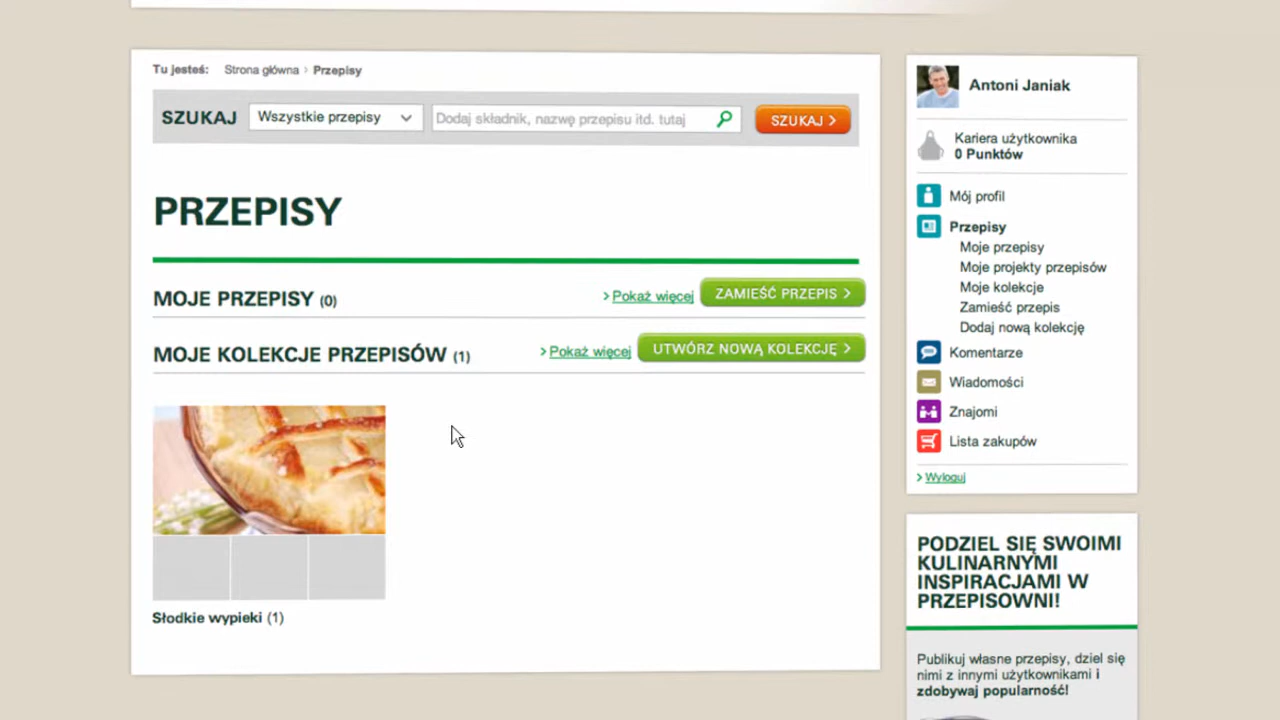 Tu jesteś: Strona główna > Przepisy
SZUKAJ Wszystkie przepisy Dodaj składnik, nazwę przepisu itd. tutaj SZUKAJ >
PRZEPISY
MOJE PRZEPISY (0) > Pokaż więcej ZAMIEŚĆ PRZEPIS >
MOJE KOLEKCJE PRZEPISÓW (1) > Pokaż więcej UTWÓRZ NOWĄ KOLEKCJĘ >
Słodkie wypieki (1)
Antoni Janiak
Kariera użytkownika
0 Punktów
Mój profil
Przepisy
Moje przepisy
Moje projekty przepisów
Moje kolekcje
Zamieść przepis
Dodaj nową kolekcję
Komentarze
Wiadomości
Znajomi
Lista zakupów
> Wyloguj
PODZIEL SIĘ SWOIMI
KULINARNYMI
INSPIRACJAMI W
PRZEPISOWNI!
Publikuj własne przepisy, dziel się
nimi z innymi użytkownikami i
zdobywaj popularność!